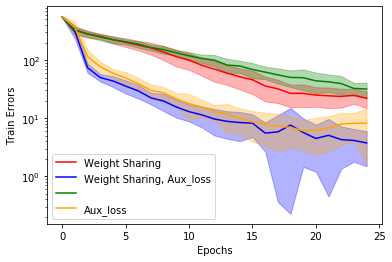 10²
10¹
10⁰
Train Errors
Weight Sharing
Weight Sharing, Aux_loss
Aux_loss
0 5 10 15 20 25
Epochs